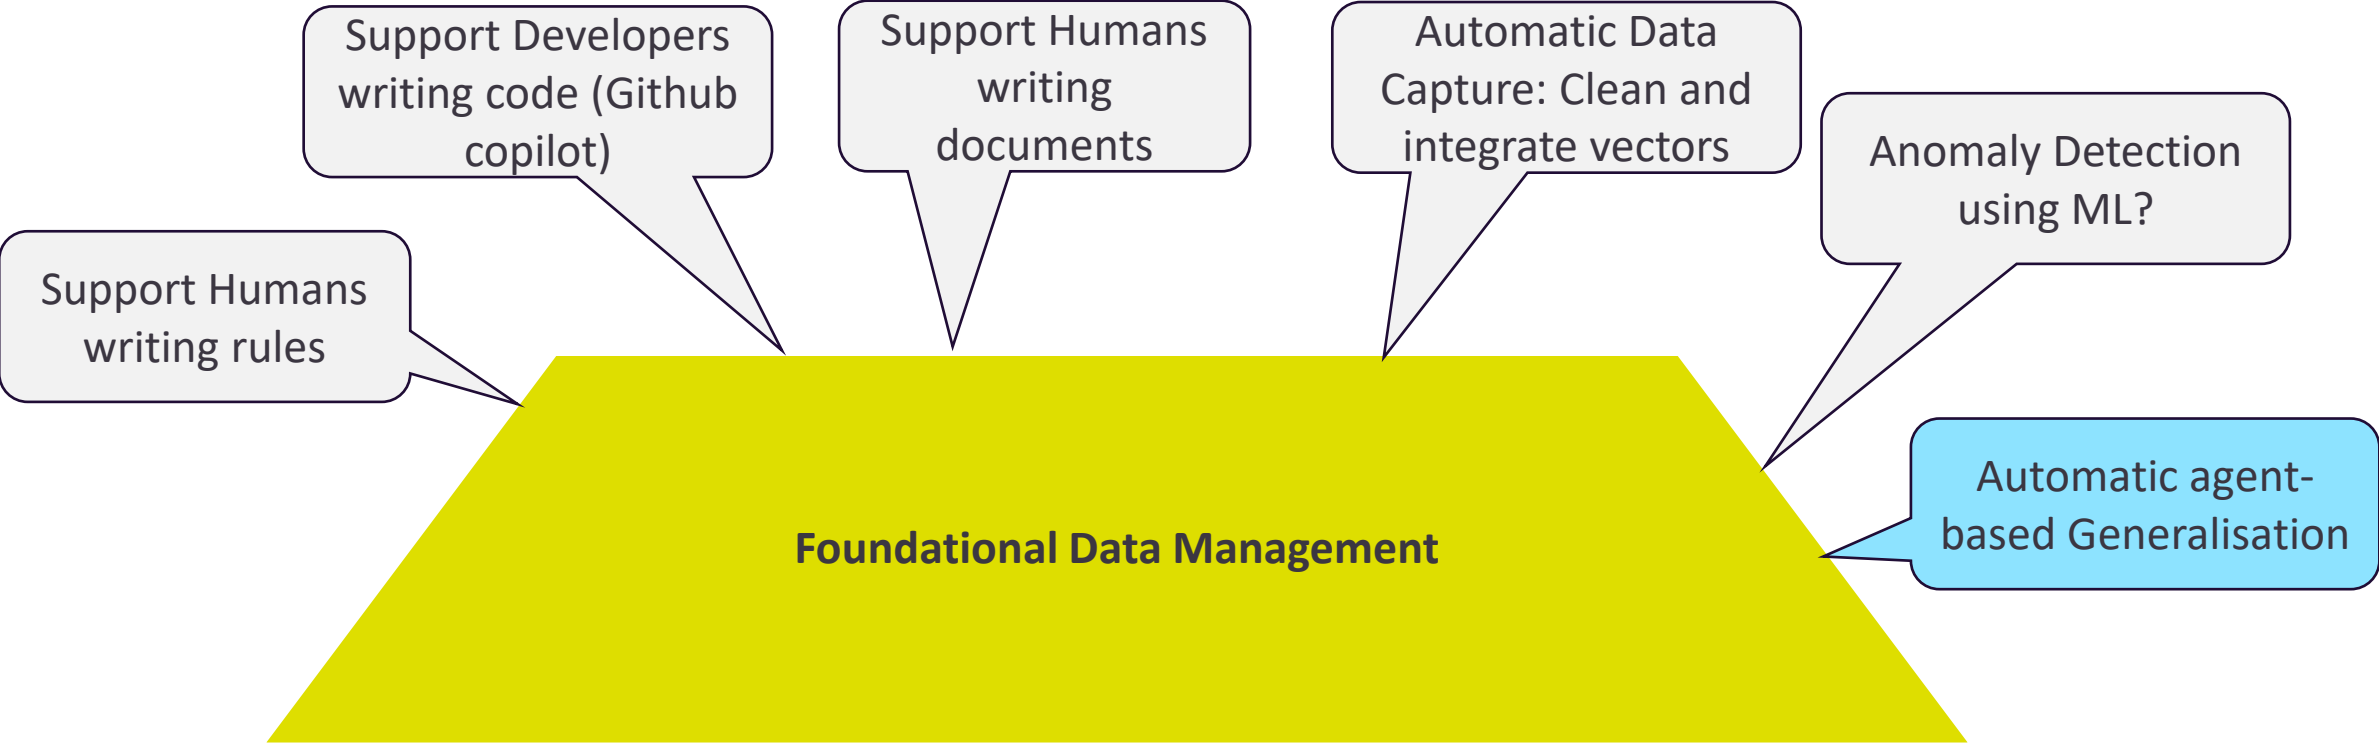 Support Developers
writing code (Github
copilot)
Support Humans
writing
documents
Automatic Data
Capture: Clean and
integrate vectors
Anomaly Detection
using ML?
Support Humans
writing rules
Automatic agent-
based Generalisation
Foundational Data Management